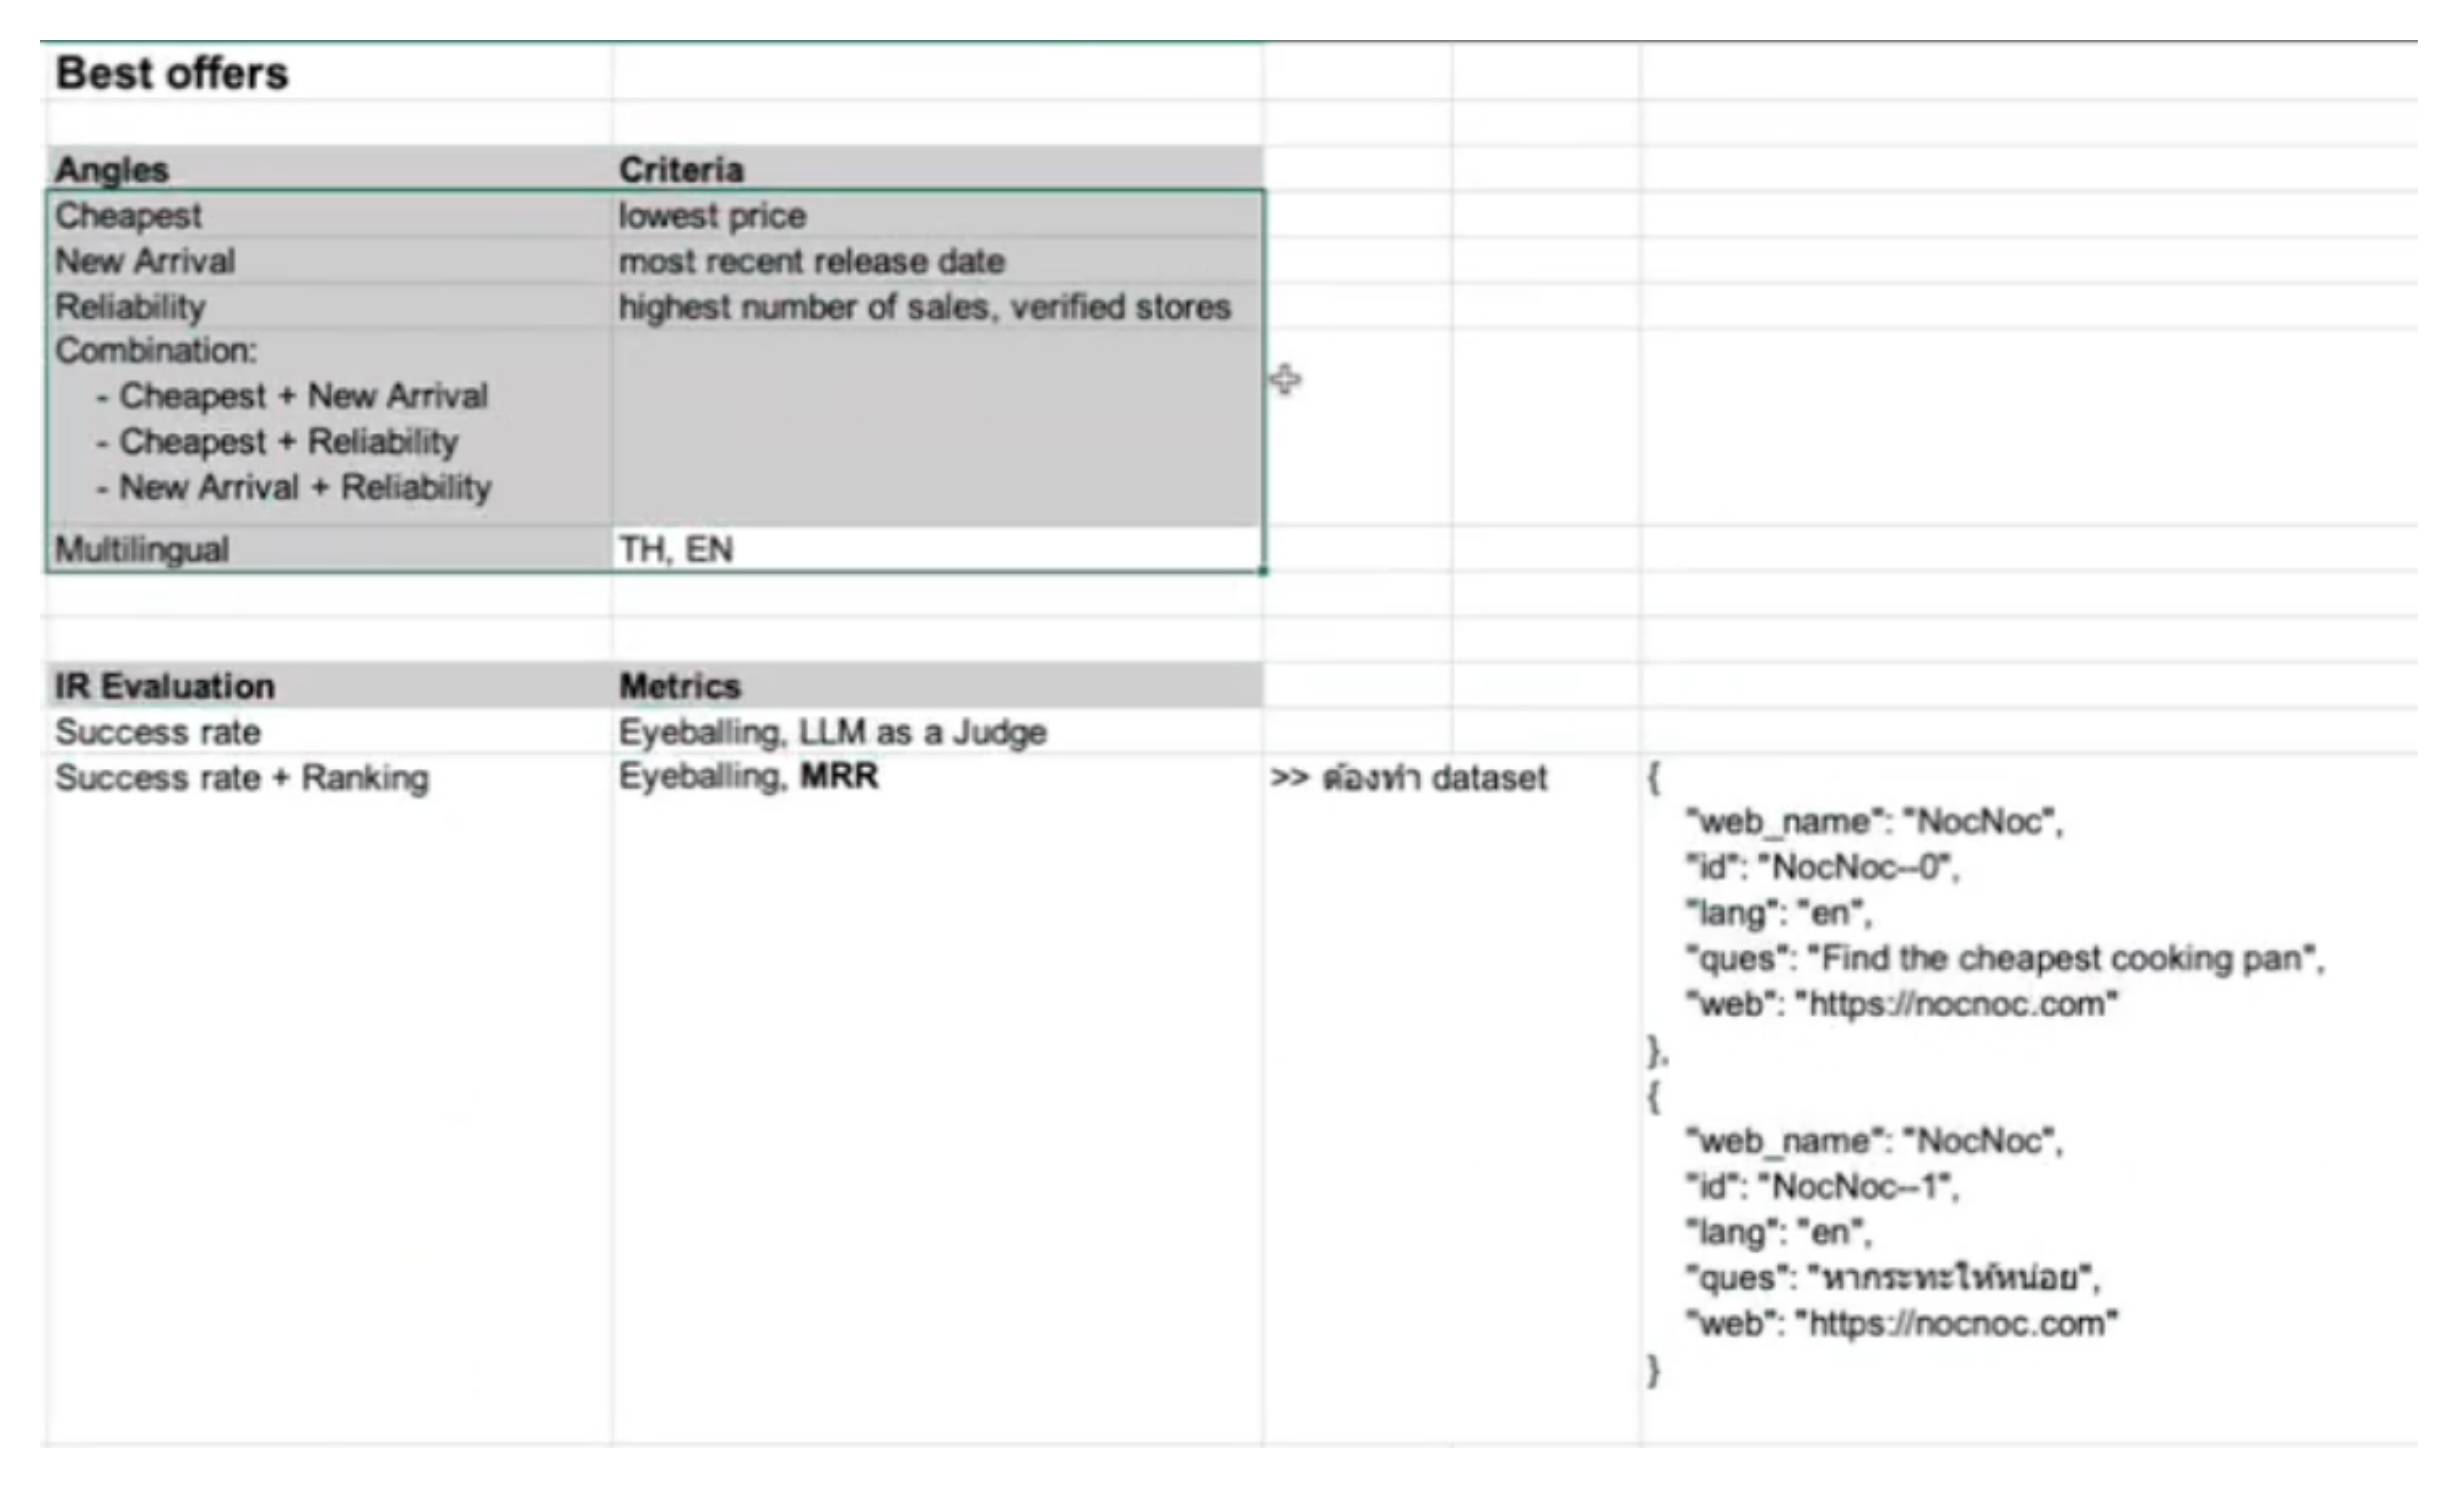 Best offers
Angles Criteria
Cheapest lowest price
New Arrival most recent release date
Reliability highest number of sales, verified stores
Combination:
- Cheapest + New Arrival
- Cheapest + Reliability
- New Arrival + Reliability
Multilingual TH, EN
IR Evaluation Metrics
Success rate Eyeballing, LLM as a Judge
Success rate + Ranking Eyeballing, MRR >> ต้องทำ dataset {
"web_name": "NocNoc",
"id": "NocNoc--0",
"lang": "en",
"ques": "Find the cheapest cooking pan",
"web": "https://nocnoc.com"
},
{
"web_name": "NocNoc",
"id": "NocNoc--1",
"lang": "en",
"ques": "หากระทะให้หน่อย",
"web": "https://nocnoc.com"
}